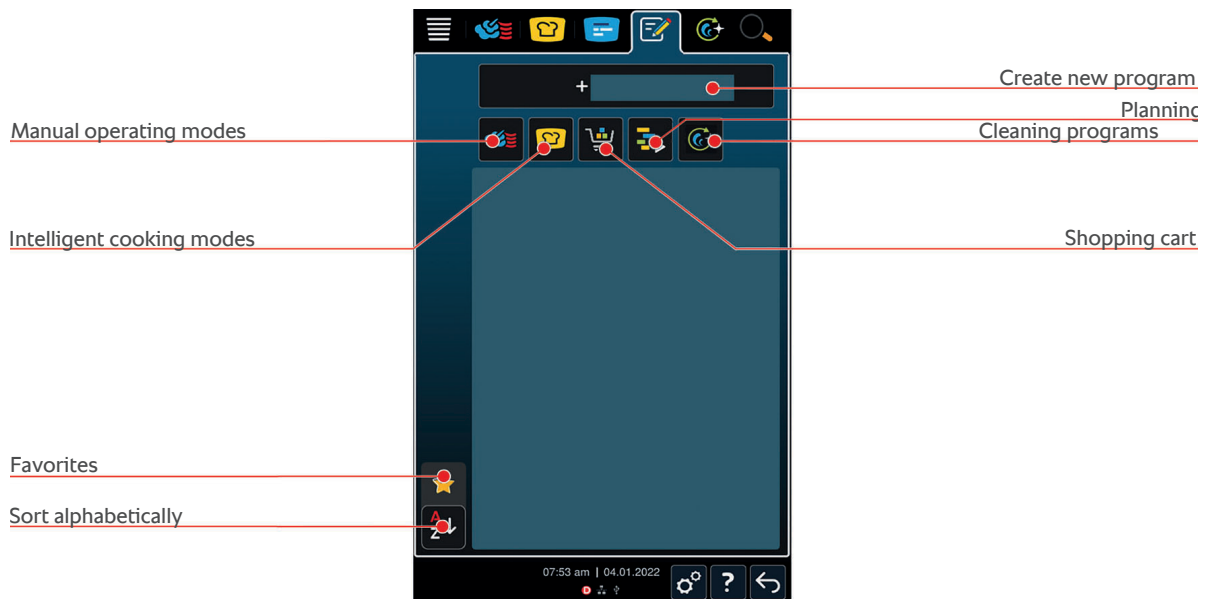 +
Create new program
Planning
Manual operating modes
Cleaning programs
Intelligent cooking modes
Shopping cart
Favorites
Sort alphabetically
A
Z
07:53 am | 04.01.2022
D
?